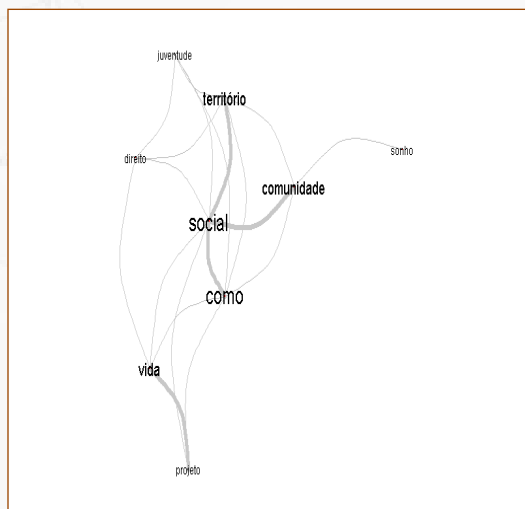 juventude
território
direito
sonho
comunidade
social
como
vida
projeto